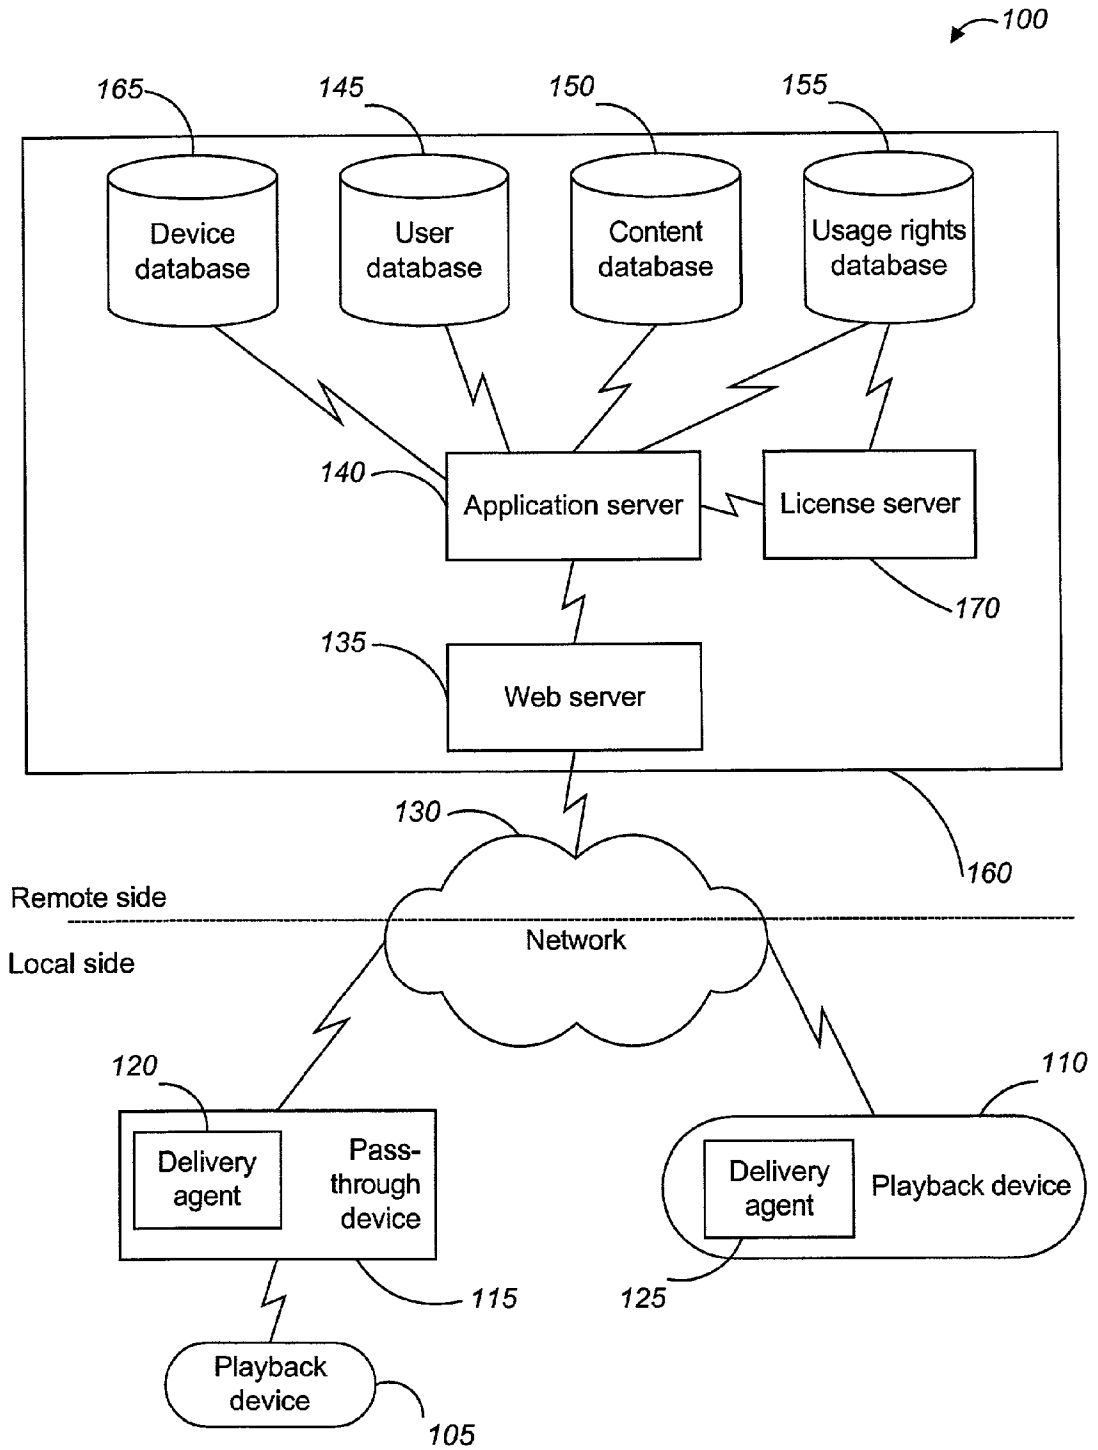 100
165
145
150
155
Device
database
User
database
Content
database
Usage rights
database
140
Application server
License server
170
135
Web server
130
160
Remote side
Network
Local side
120
110
Delivery
agent
Pass-
through
device
Delivery
agent
Playback device
115
125
Playback
device
105